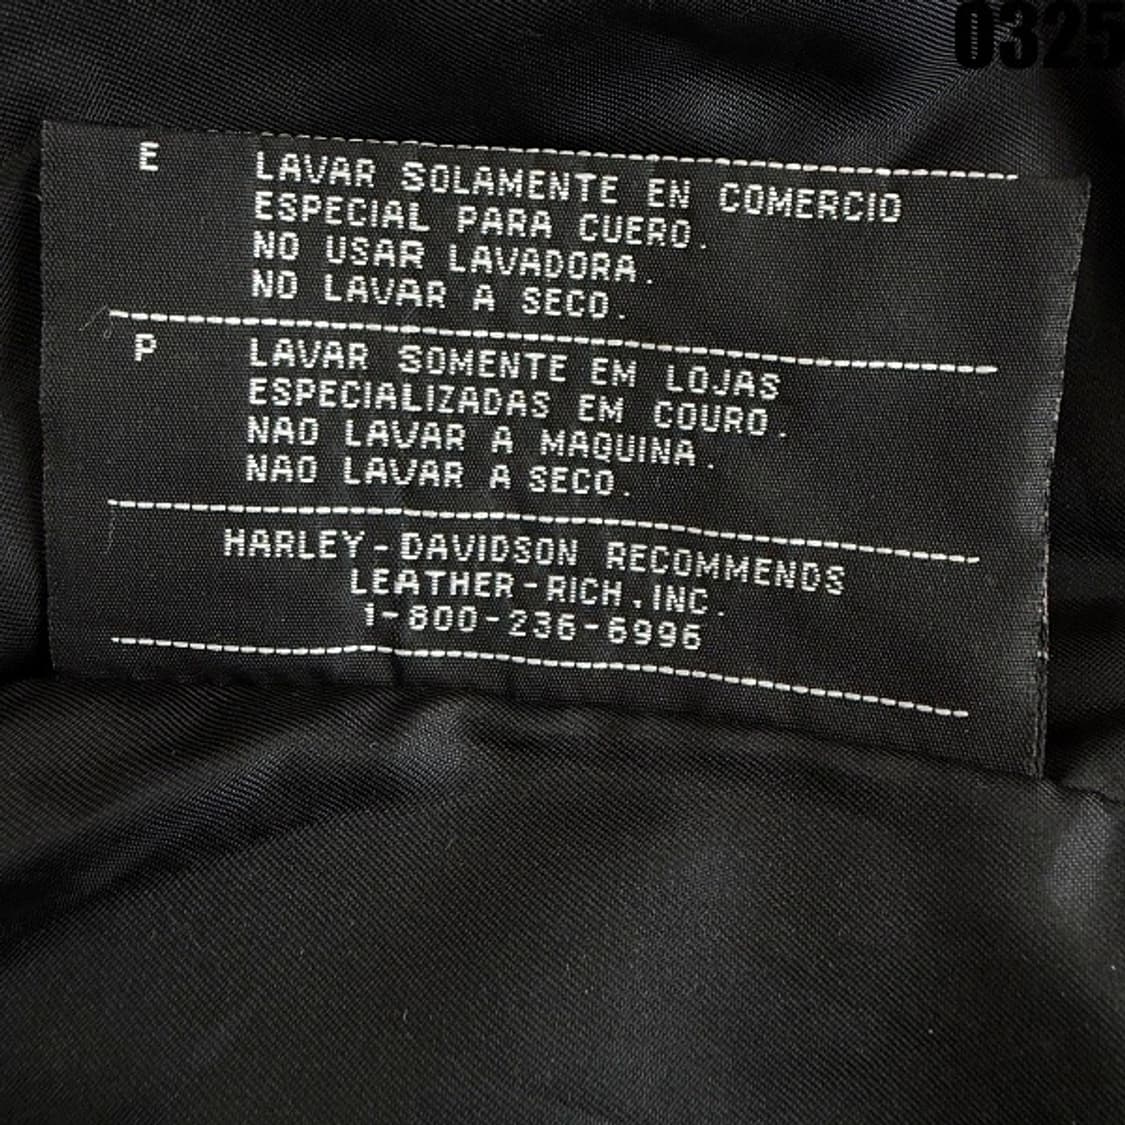 0325
E
LAVAR SOLAMENTE EN COMERCIO
ESPECIAL PARA CUERO.
NO USAR LAVADORA.
NO LAVAR A SECO.
P
LAVAR SOMENTE EM LOJAS
ESPECIALIZADAS EM COURO.
NAO LAVAR A MAQUINA.
NAO LAVAR A SECO.
HARLEY-DAVIDSON RECOMMENDS
LEATHER-RICH, INC.
1-800-236-6996